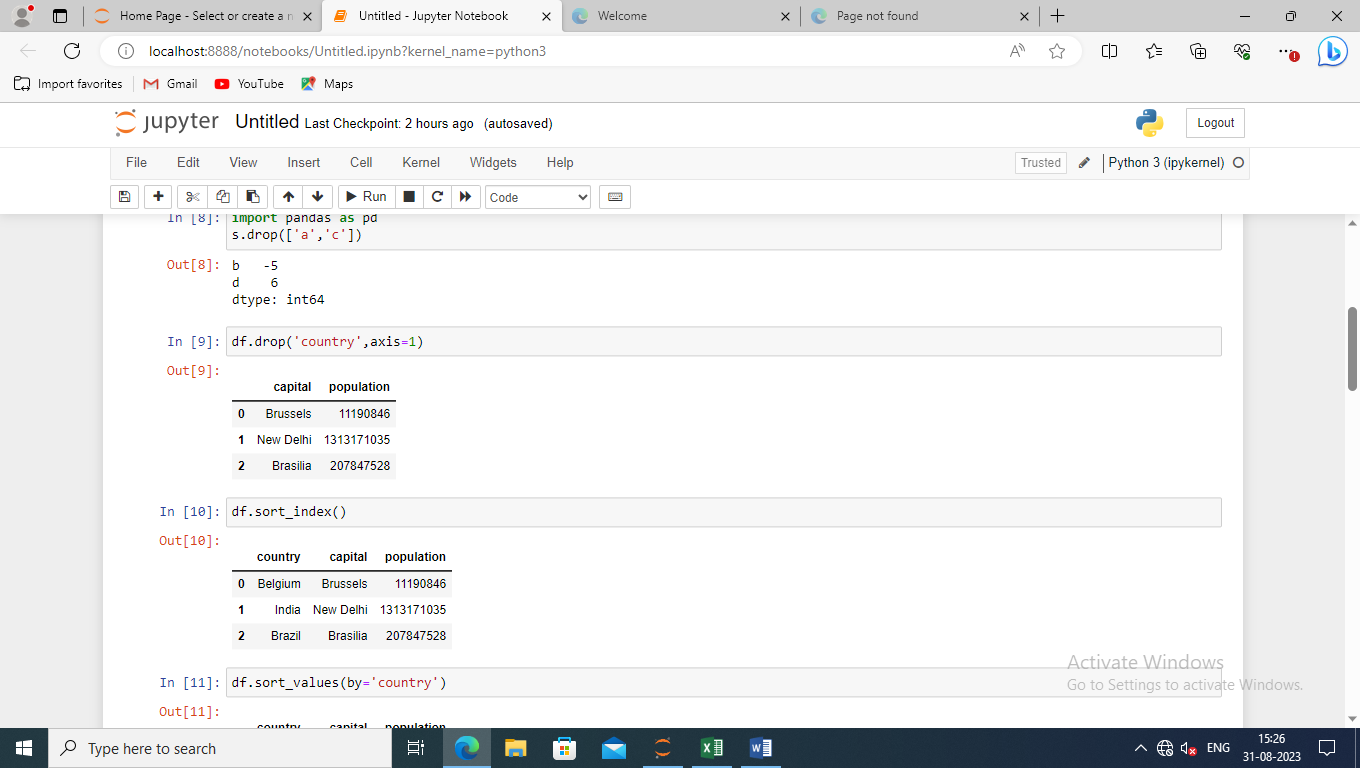 Home Page - Select or create a n
Untitled - Jupyter Notebook
Welcome
Page not found
localhost:8888/notebooks/Untitled.ipynb?kernel_name=python3
Import favorites
Gmail
YouTube
Maps
jupyter Untitled Last Checkpoint: 2 hours ago (autosaved)
Logout
File Edit View Insert Cell Kernel Widgets Help
Trusted
Python 3 (ipykernel)
Run
Code
In [8]: import pandas as pd
s.drop(['a','c'])
Out[8]: b -5
d 6
dtype: int64
In [9]: df.drop('country',axis=1)
Out[9]:
capital population
0 Brussels 11190846
1 New Delhi 1313171035
2 Brasilia 207847528
In [10]: df.sort_index()
Out[10]:
country capital population
0 Belgium Brussels 11190846
1 India New Delhi 1313171035
2 Brazil Brasilia 207847528
Activate Windows
Go to Settings to activate Windows.
In [11]: df.sort_values(by='country')
Out[11]:
country capital population
Type here to search
ENG
15:26
31-08-2023